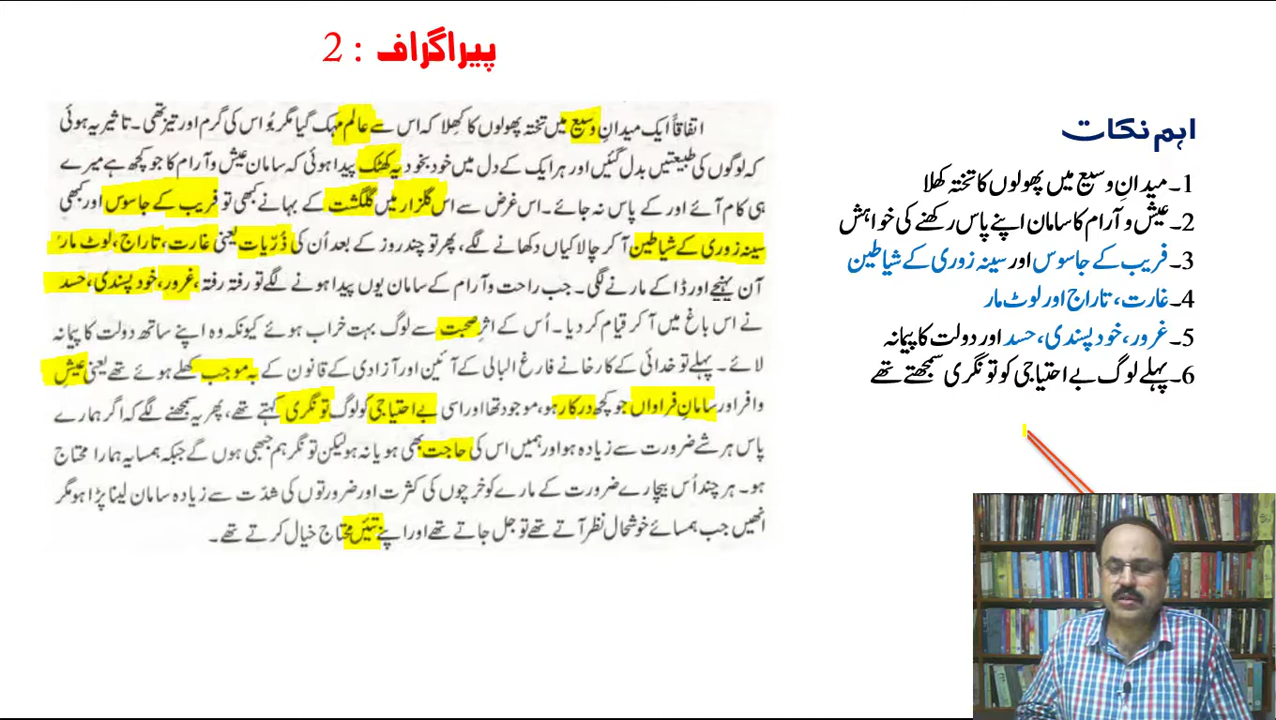 پیراگراف : 2
اتفاقاً ایک میدانِ وسیع میں تختہ پھولوں کا کھلا کہ اس سے عالم مہک گیا مگر بُو اس کی گرم اور تیز تھی۔ تاثیر یہ ہوئی
کہ لوگوں کی طبیعتیں بدل گئیں اور ہر ایک کے دل میں خود بخود یہ کھٹک پیدا ہوئی کہ سامان عیش و آرام کا جو کچھ ہے میرے
ہی کام آئے اور کے پاس نہ جائے۔ اس غرض سے اس گلزار میں گلگشت کے بہانے کبھی تو فریب کے جاسوس اور کبھی
سینہ زوری کے شیاطین آ کر چالاکیاں دکھانے لگے، پھر تو چند روز کے بعد اُن کی ذُرّیات یعنی غارت، تاراج، لوٹ مار
آن پہنچے اور ڈاکے مارنے لگی۔ جب راحت و آرام کے سامان یوں پیدا ہونے لگے تو رفتہ رفتہ، غرور، خود پسندی، حسد
نے اس باغ میں آ کر قیام کر دیا۔ اُس کے اثرِ صحبت سے لوگ بہت خراب ہوئے کیونکہ وہ اپنے ساتھ دولت کا پیمانہ
لائے۔ پہلے تو خدائی کے کارخانے فارغ البالی کے آئین اور آزادی کے قانون کے بہ موجب کھلے ہوئے تھے یعنی عیشِ
وافر اور سامانِ فراواں جو کچھ درکار ہو، موجود تھا اور اسی بے احتیاجی کو لوگ تونگری کہتے تھے، پھر یہ سمجھنے لگے کہ اگر ہمارے
پاس ہر شے ضرورت سے زیادہ ہو اور ہمیں اس کی حاجت بھی ہو یا نہ ہو لیکن تونگر ہم جبھی ہوں گے جبکہ ہمسایہ ہمارا محتاج
ہو۔ ہر چند اُس بیچارے ضرورت کے مارے کو خرچوں کی کثرت اور ضرورتوں کی شدّت سے زیادہ سامان لینا پڑا ہو مگر
انھیں جب ہمسائے خوشحال نظر آتے تھے تو جل جاتے تھے اور اپنے تئیں محتاج خیال کرتے تھے۔
اہم نکات
1۔ میدانِ وسیع میں پھولوں کا تختہ کھلا
2۔ عیش و آرام کا سامان اپنے پاس رکھنے کی خواہش
3۔ فریب کے جاسوس اور سینہ زوری کے شیاطین
4۔ غارت، تاراج اور لوٹ مار
5۔ غرور، خود پسندی، حسد اور دولت کا پیمانہ
6۔ پہلے لوگ بے احتیاجی کو تونگری سمجھتے تھے